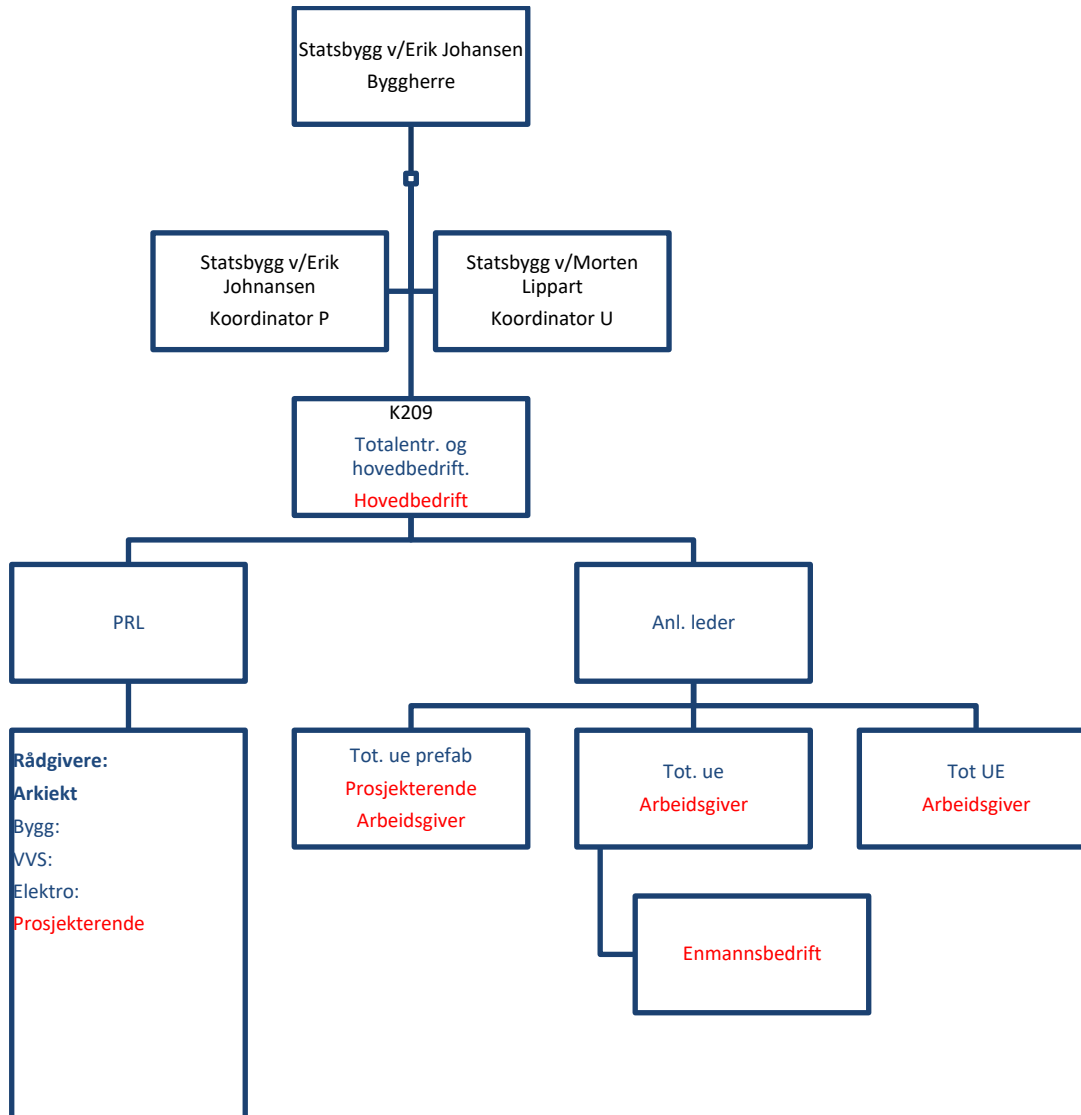 Statsbygg v/Erik Johansen
Byggherre
Statsbygg v/Erik
Johnansen
Koordinator P
Statsbygg v/Morten
Lippart
Koordinator U
K209
Totalentr. og
hovedbedrift.
Hovedbedrift
PRL
Anl. leder
Rådgivere:
Arkiekt
Bygg:
VVS:
Elektro:
Prosjekterende
Tot. ue prefab
Prosjekterende
Arbeidsgiver
Tot. ue
Arbeidsgiver
Tot UE
Arbeidsgiver
Enmannsbedrift